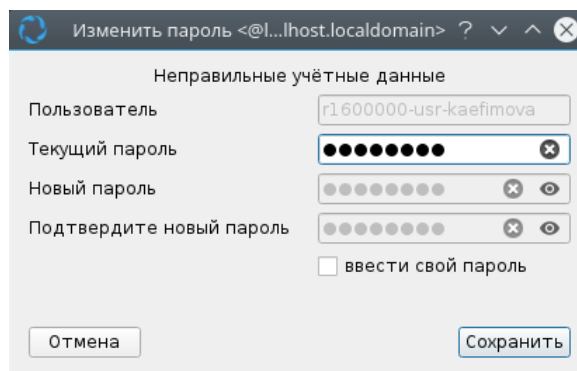 Изменить пароль <@l...lhost.localdomain> ?
Неправильные учётные данные
Пользователь r1600000-usr-kaefimova
Текущий пароль ●●●●●●●●
Новый пароль ●●●●●●●●
Подтвердите новый пароль ●●●●●●●●
ввести свой пароль
Отмена Сохранить